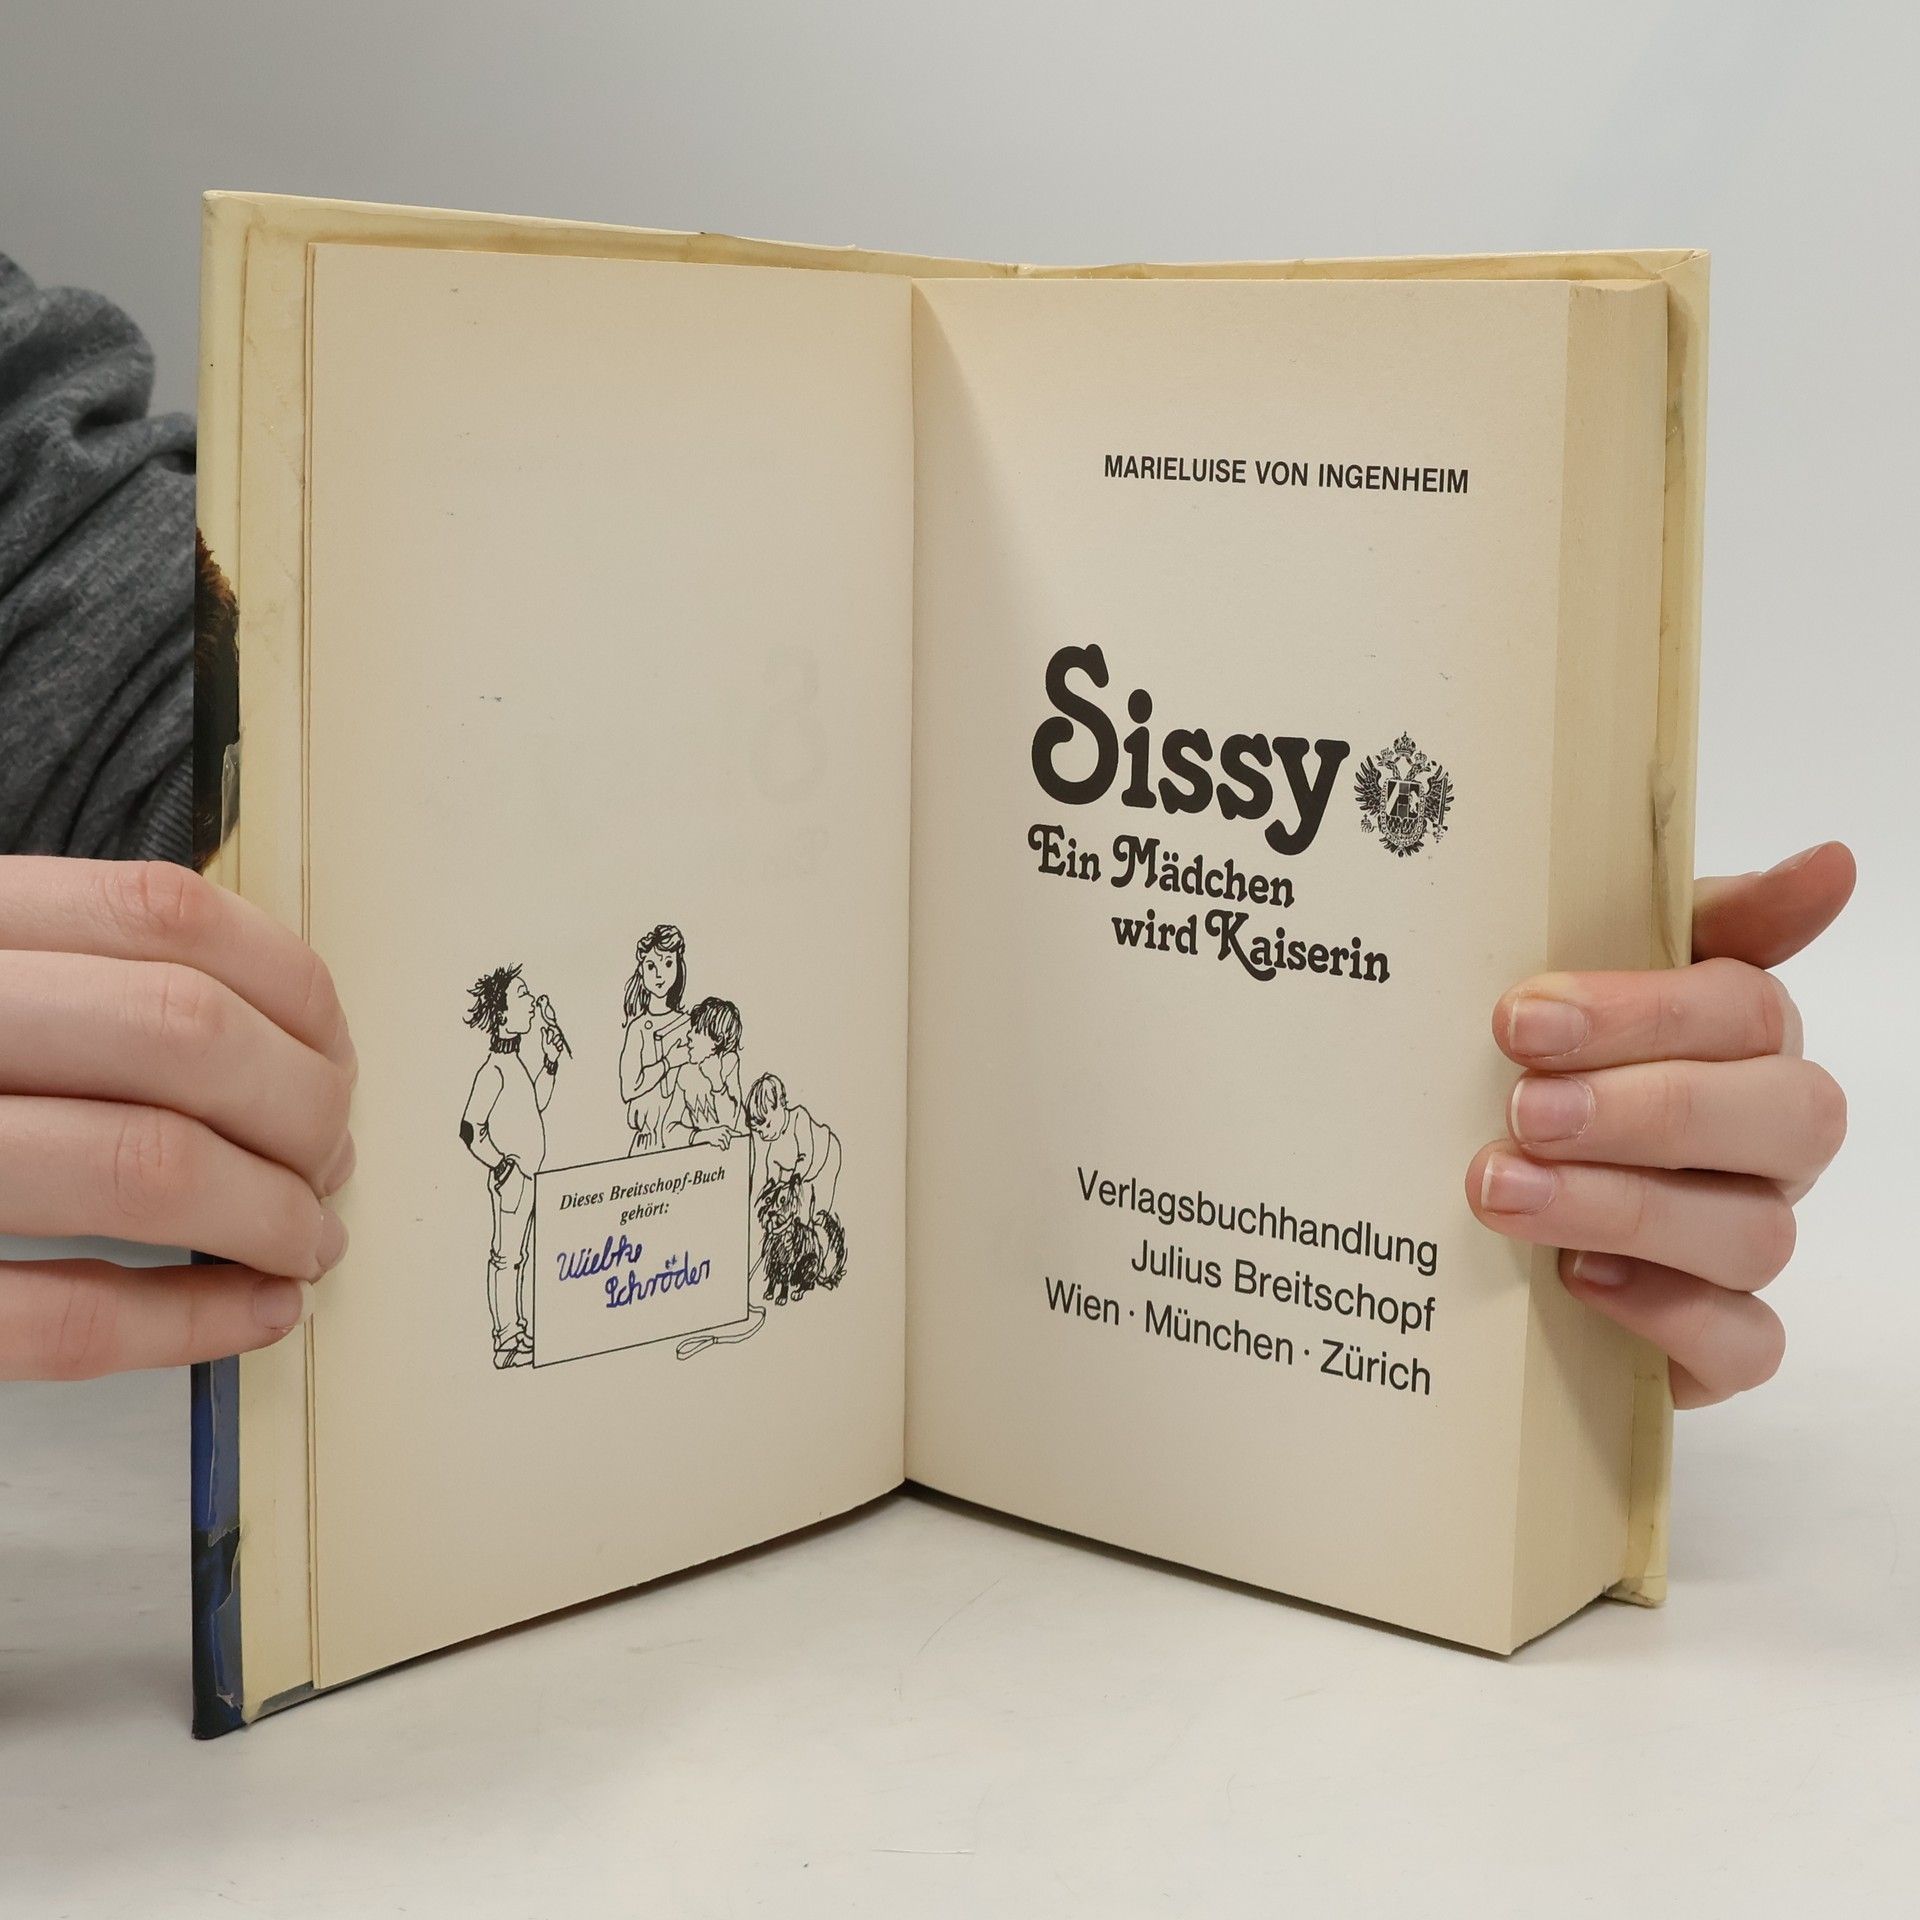 Dieses Breitschopf-Buch
gehört:
Wiebke
Schröder
MARIELUISE VON INGENHEIM
Sissy
Ein Mädchen
wird Kaiserin
Verlagsbuchhandlung
Julius Breitschopf
Wien · München · Zürich